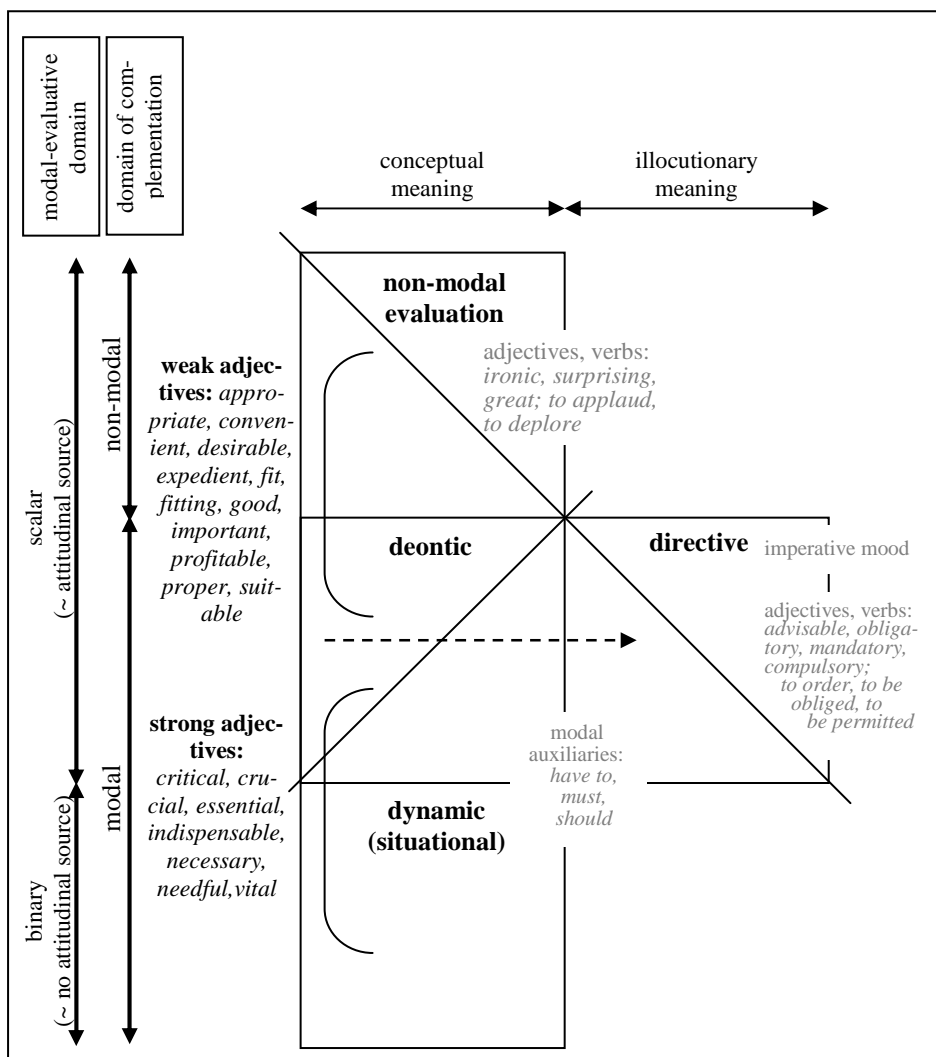 modal-evaluative
domain
domain of com-
plementation
conceptual
meaning
illocutionary
meaning
scalar
(~ attitudinal source)
binary
(~ no attitudinal source)
non-modal
modal
weak adjec-
tives: appro-
priate, conven-
ient, desirable,
expedient, fit,
fitting, good,
important,
profitable,
proper, suit-
able
strong adjec-
tives:
critical, cru-
cial, essential,
indispensable,
necessary,
needful,vital
non-modal
evaluation
adjectives, verbs:
ironic, surprising,
great; to applaud,
to deplore
deontic
directive
imperative mood
adjectives, verbs:
advisable, obliga-
tory, mandatory,
compulsory;
to order, to be
obliged, to
be permitted
modal
auxiliaries:
have to,
must,
should
dynamic
(situational)